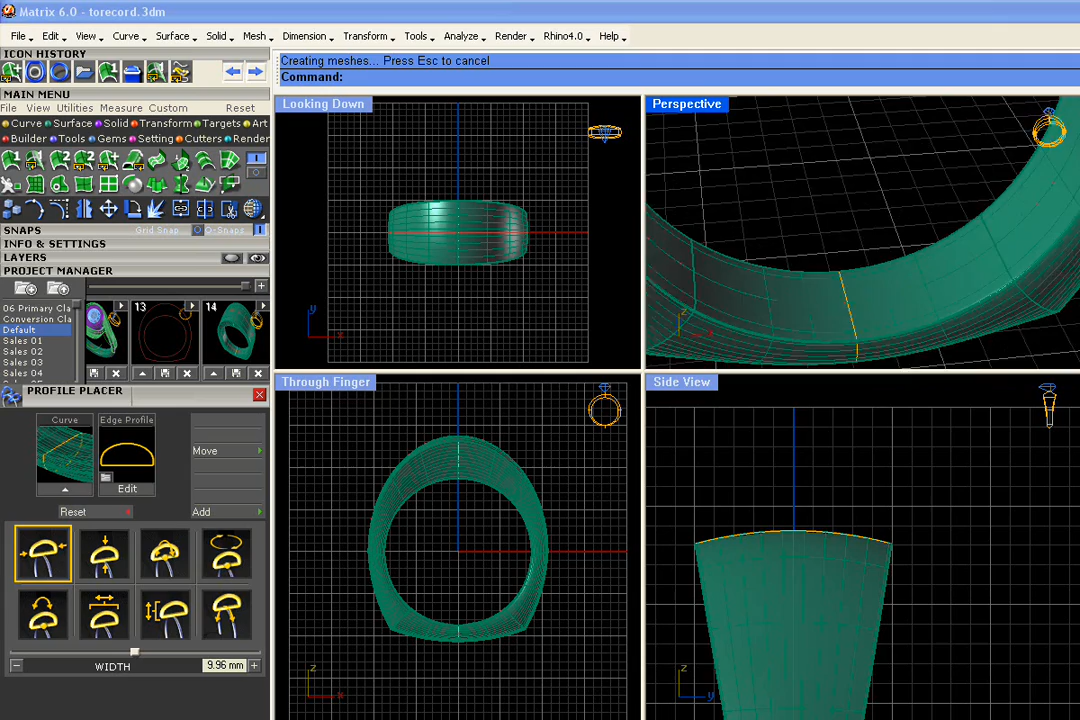 Matrix 6.0 - torecord.3dm
File Edit View Curve Surface Solid Mesh Dimension Transform Tools Analyze Render Rhino4.0 Help
ICON HISTORY
Creating meshes... Press Esc to cancel
Command:
MAIN MENU
File View Utilities Measure Custom Reset
Curve Surface Solid Transform Targets Art
Builder Tools Gems Setting Cutters Render
SNAPS Grid Snap O-Snaps
INFO & SETTINGS
LAYERS
PROJECT MANAGER
06 Primary Cla
Conversion Cla
Default
Sales 01
Sales 02
Sales 03
Sales 04
13
14
PROFILE PLACER
Curve
Edge Profile
Edit
Move
Reset
Add
WIDTH
9.96 mm
Looking Down
y
x
Perspective
z
x
Through Finger
z
x
Side View
z
y